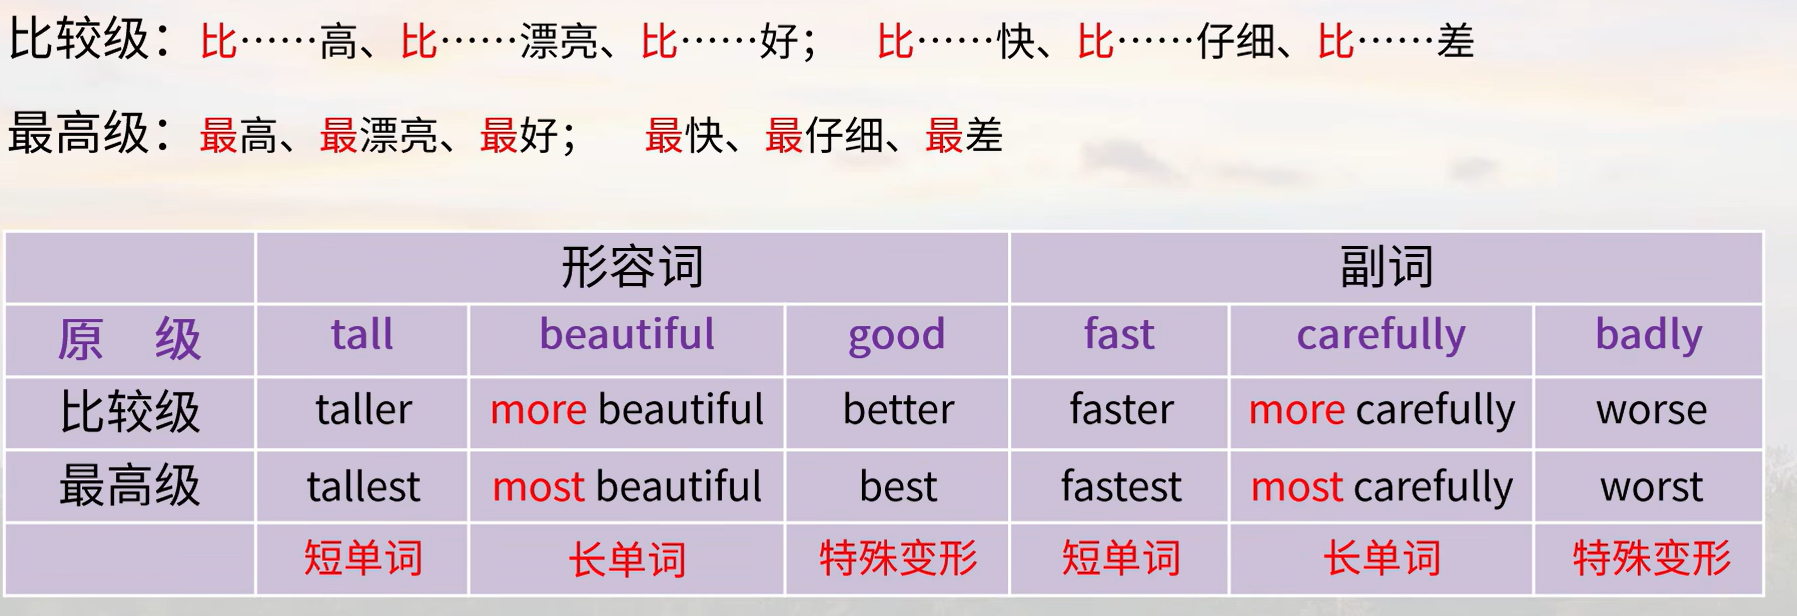 比较级：比……高、比……漂亮、比……好； 比……快、比……仔细、比……差
最高级：最高、最漂亮、最好； 最快、最仔细、最差
形容词 副词
原 级 tall beautiful good fast carefully badly
比较级 taller more beautiful better faster more carefully worse
最高级 tallest most beautiful best fastest most carefully worst
短单词 长单词 特殊变形 短单词 长单词 特殊变形